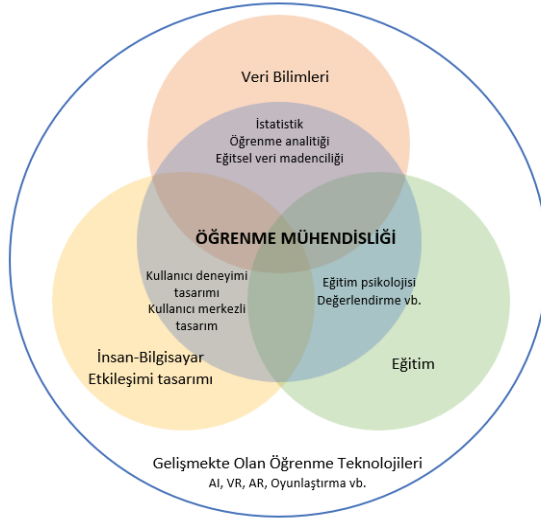 Veri Bilimleri
İstatistik
Öğrenme analitiği
Eğitsel veri madenciliği
ÖĞRENME MÜHENDİSLİĞİ
Kullanıcı deneyimi
tasarımı
Kullanıcı merkezli
tasarım
Eğitim psikolojisi
Değerlendirme vb.
İnsan-Bilgisayar
Etkileşimi tasarımı
Eğitim
Gelişmekte Olan Öğrenme Teknolojileri
AI, VR, AR, Oyunlaştırma vb.